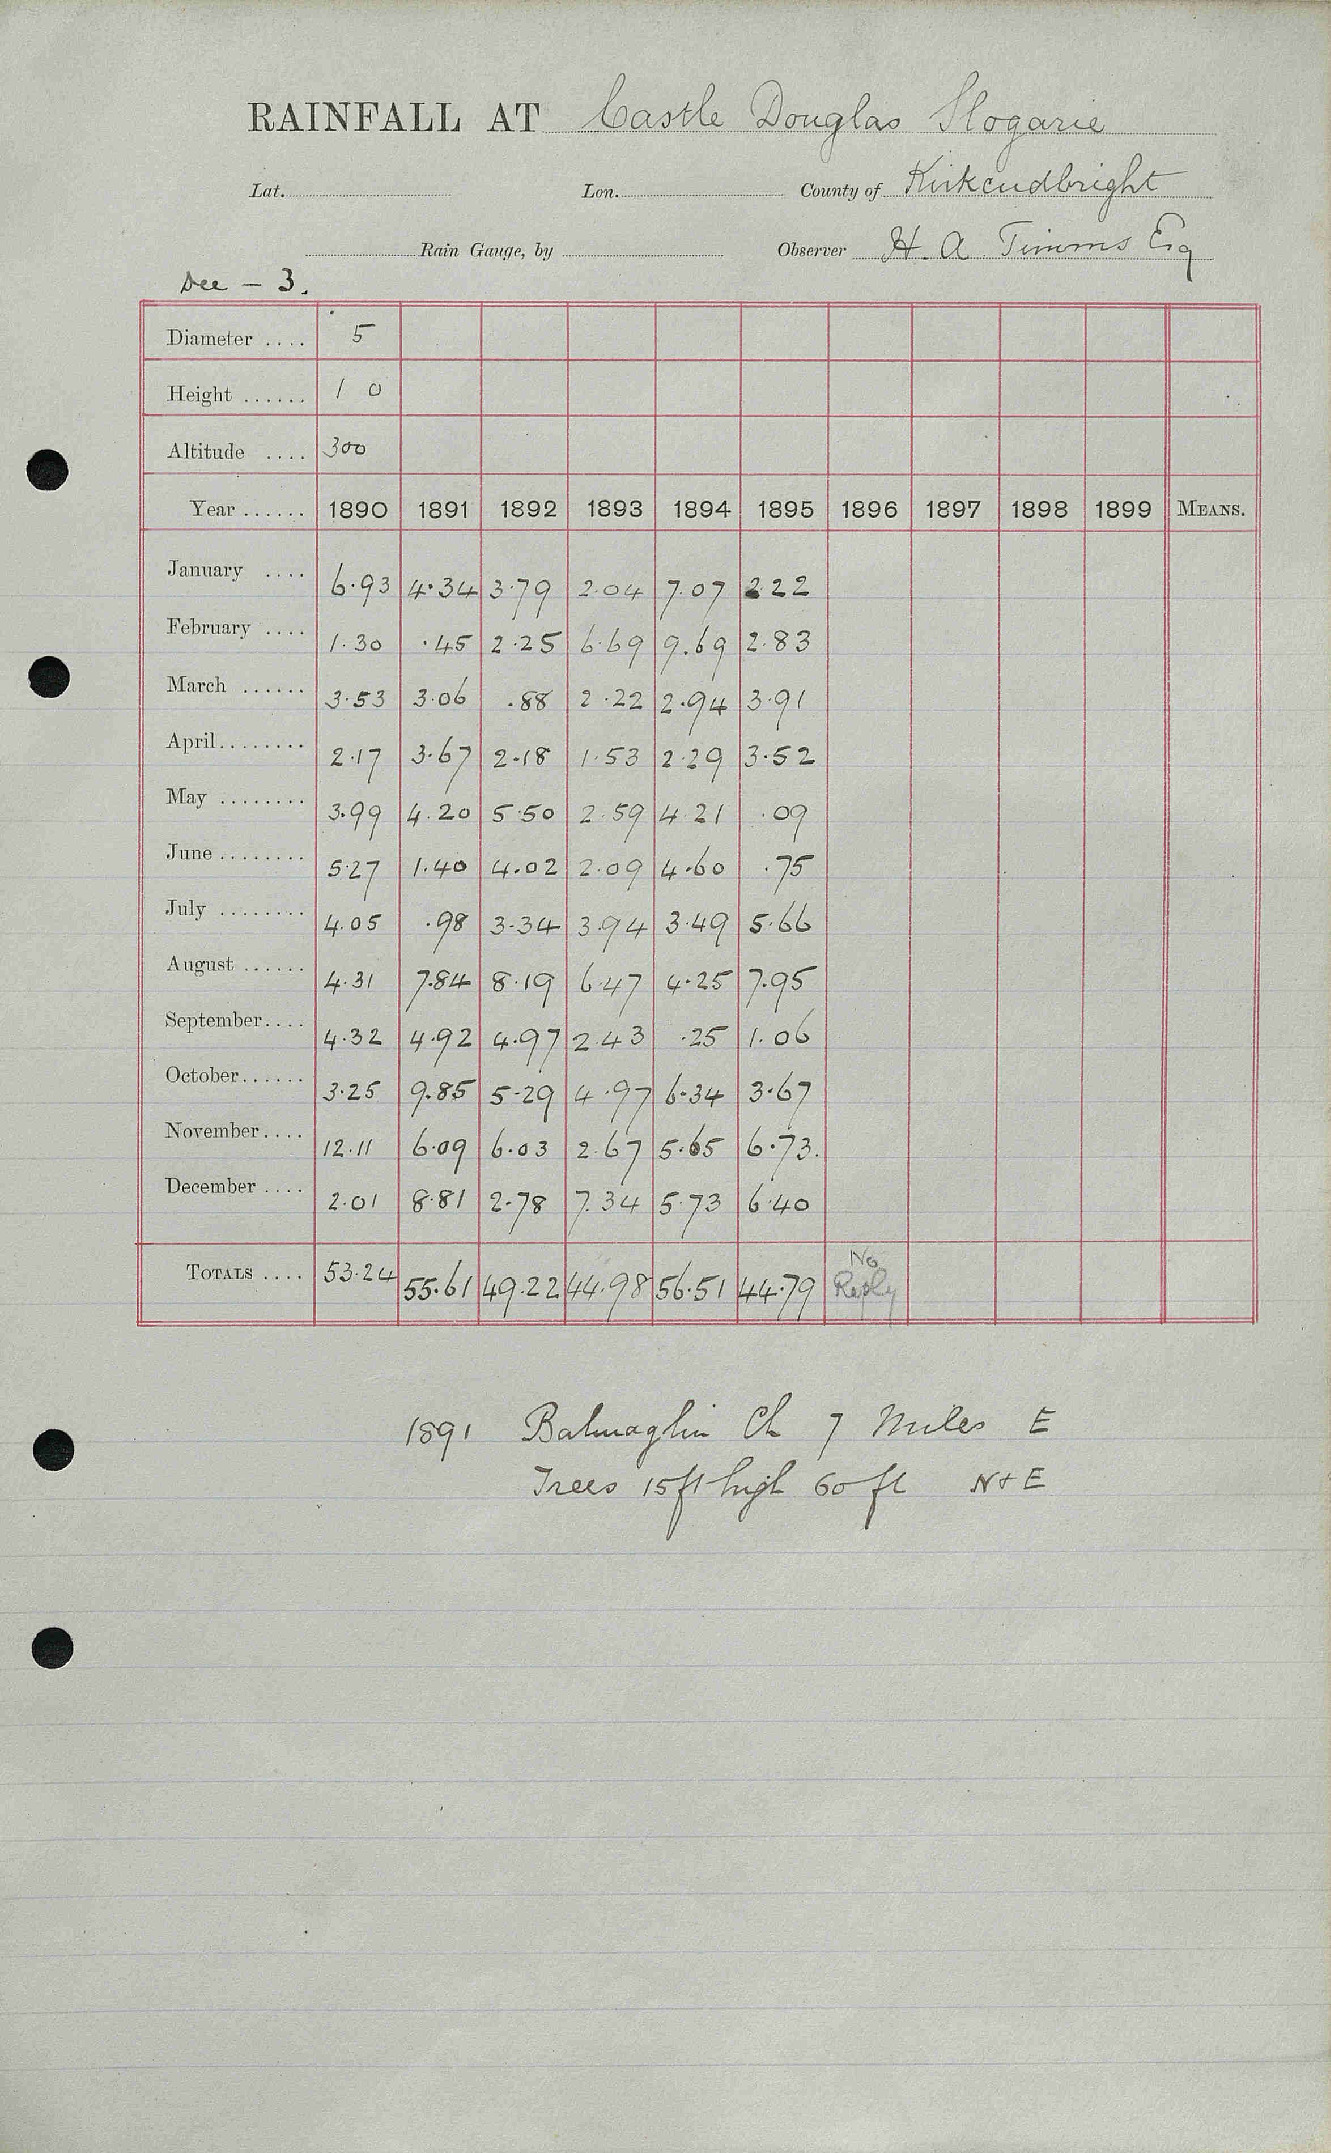 RAINFALL AT Castle Douglas Slogarie
Lat. Lon. County of Kirkcudbright
Rain Gauge, by Observer H. A Timms Esq
Dee - 3.
Diameter .... 5
Height ...... 1 0
Altitude .... 300
Year ...... 1890 1891 1892 1893 1894 1895 1896 1897 1898 1899 MEANS.
January .... 6.93 4.34 3.79 2.04 7.07 2.22
February .... 1.30 .45 2.25 6.69 9.69 2.83
March ...... 3.53 3.06 .88 2.22 2.94 3.91
April ........ 2.17 3.67 2.18 1.53 2.29 3.52
May ........ 3.99 4.20 5.50 2.59 4.21 .09
June ........ 5.27 1.40 4.02 2.09 4.60 .75
July ........ 4.05 .98 3.34 3.94 3.49 5.66
August ...... 4.31 7.84 8.19 6.47 4.25 7.95
September .... 4.32 4.92 4.97 2.43 .25 1.06
October ...... 3.25 9.85 5.29 4.97 6.34 3.67
November .... 12.11 6.09 6.03 2.67 5.65 6.73.
December .... 2.01 8.81 2.78 7.34 5.73 6.40
TOTALS .... 53.24 55.61 49.22 44.98 56.51 44.79 No Reply
1891 Balmaghin Ch 7 Miles E
Trees 15ft high 60 ft N + E